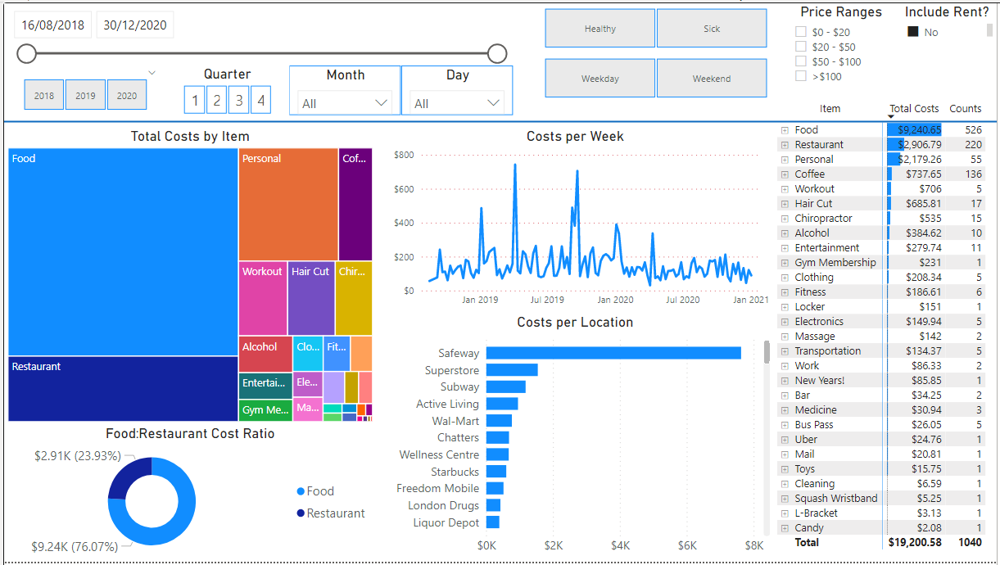 16/08/2018 30/12/2020
2018 2019 2020
Quarter
1 2 3 4
Month
All
Day
All
Healthy Sick
Weekday Weekend
Price Ranges
$0 - $20
$20 - $50
$50 - $100
>$100
Include Rent?
No
Total Costs by Item
Food
Personal
Cof...
Workout
Hair Cut
Chir...
Restaurant
Alcohol
Clo...
Fit...
Entertai...
Ele...
Gym Me...
Ma...
Food:Restaurant Cost Ratio
$2.91K (23.93%)
$9.24K (76.07%)
Food
Restaurant
Costs per Week
$800
$600
$400
$200
$0
Jan 2019 Jul 2019 Jan 2020 Jul 2020 Jan 2021
Costs per Location
Safeway
Superstore
Subway
Active Living
Wal-Mart
Chatters
Wellness Centre
Starbucks
Freedom Mobile
London Drugs
Liquor Depot
$0K $2K $4K $6K $8K
Item Total Costs Counts
Food $9,240.65 526
Restaurant $2,906.79 220
Personal $2,179.26 55
Coffee $737.65 136
Workout $706 5
Hair Cut $685.81 17
Chiropractor $535 15
Alcohol $384.62 10
Entertainment $279.74 11
Gym Membership $231 1
Clothing $208.34 5
Fitness $186.61 6
Locker $151 1
Electronics $149.94 5
Massage $142 2
Transportation $134.37 5
Work $86.33 2
New Years! $85.85 1
Bar $34.25 2
Medicine $30.94 3
Bus Pass $26.05 5
Uber $24.76 1
Mail $20.81 1
Toys $15.75 1
Cleaning $6.59 1
Squash Wristband $5.25 1
L-Bracket $3.13 1
Candy $2.08 1
Total $19,200.58 1040